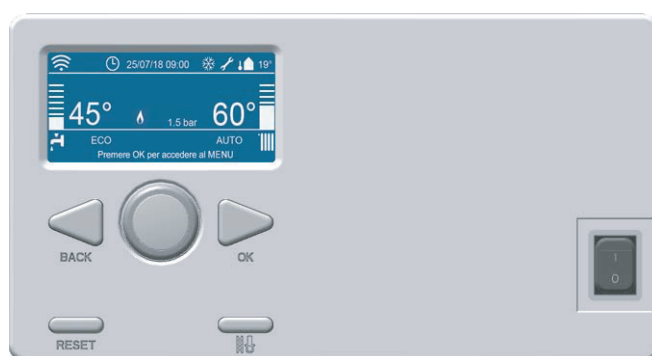 25/07/18 09:00 19°
45° 1.5 bar 60°
ECO AUTO
Premere OK per accedere al MENU
BACK OK
RESET
I
O